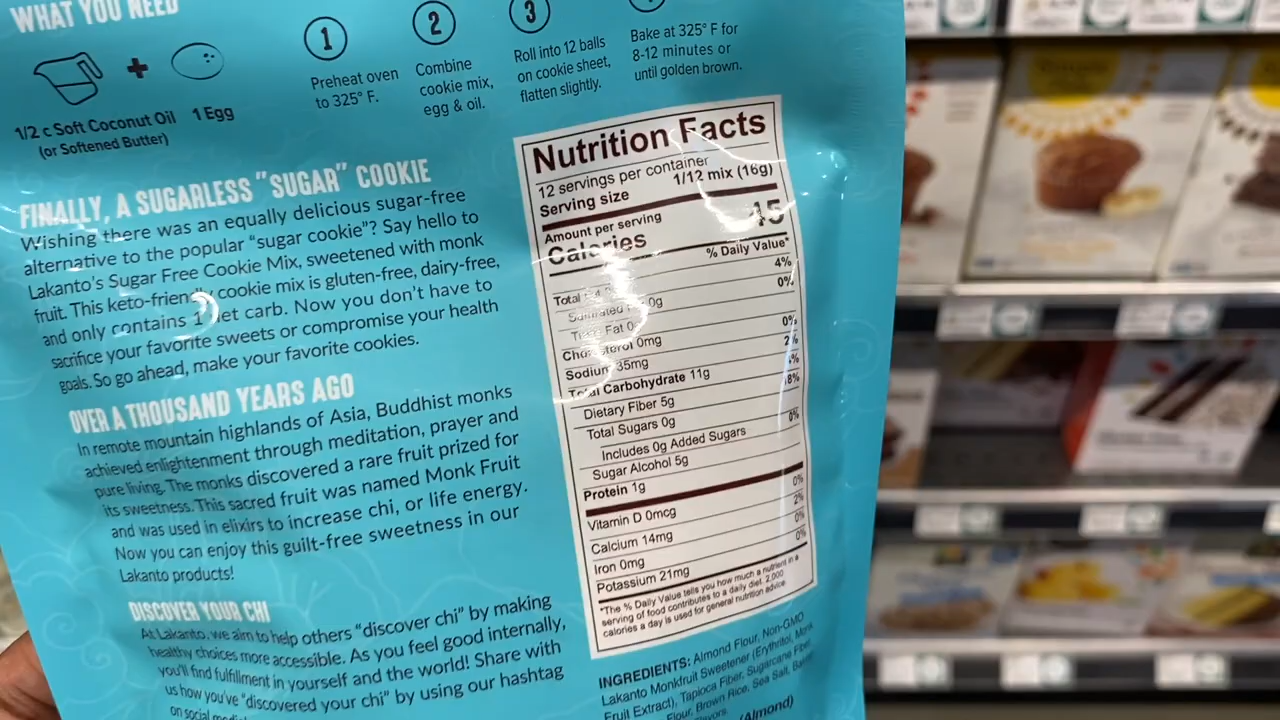 WHAT YOU NEED
1/2 c Soft Coconut Oil
(or Softened Butter)
1 Egg
1
Preheat oven
to 325° F.
2
Combine
cookie mix,
egg & oil.
3
Roll into 12 balls
on cookie sheet,
flatten slightly.
Bake at 325° F for
8-12 minutes or
until golden brown.
FINALLY, A SUGARLESS "SUGAR" COOKIE
Wishing there was an equally delicious sugar-free
alternative to the popular "sugar cookie"? Say hello to
Lakanto's Sugar Free Cookie Mix, sweetened with monk
fruit. This keto-friendly cookie mix is gluten-free, dairy-free,
and only contains 1 net carb. Now you don't have to
sacrifice your favorite sweets or compromise your health
goals. So go ahead, make your favorite cookies.
OVER A THOUSAND YEARS AGO
In remote mountain highlands of Asia, Buddhist monks
achieved enlightenment through meditation, prayer and
pure living. The monks discovered a rare fruit prized for
its sweetness. This sacred fruit was named Monk Fruit
and was used in elixirs to increase chi, or life energy.
Now you can enjoy this guilt-free sweetness in our
Lakanto products!
DISCOVER YOUR CHI
At Lakanto, we aim to help others "discover chi" by making
healthy choices more accessible. As you feel good internally,
you'll find fulfillment in yourself and the world! Share with
us how you've "discovered your chi" by using our hashtag
on social
Nutrition Facts
12 servings per container
Serving size 1/12 mix (16g)
Amount per serving
Calories 45
% Daily Value*
Total 4%
Saturated 0g 0%
Fat
Cholesterol 0mg 0%
Sodium 35mg 2%
Total Carbohydrate 11g 4%
Dietary Fiber 5g 18%
Total Sugars 0g
Includes 0g Added Sugars 0%
Sugar Alcohol 5g
Protein 1g
Vitamin D 0mcg 0%
Calcium 14mg 2%
Iron 0mg 0%
Potassium 21mg 0%
*The % Daily Value tells you how much a nutrient in a
serving of food contributes to a daily diet. 2,000
calories a day is used for general nutrition advice.
INGREDIENTS: Almond Flour, Non-GMO
Lakanto Monkfruit Sweetener (Erythritol, Monk
Fruit Extract), Tapioca Fiber, Sugarcane Fiber,
Flour, Brown Rice, Sea Salt,
(Almond)